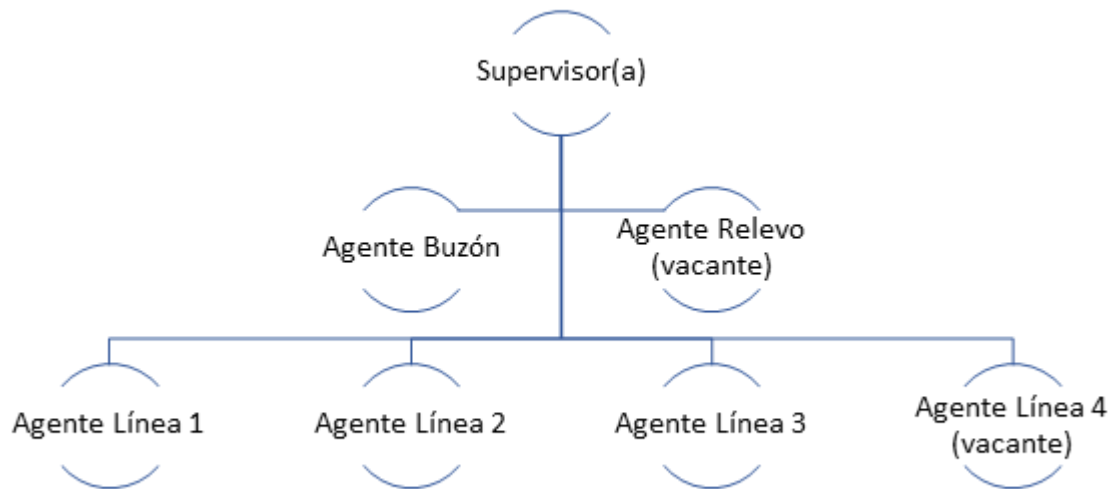 Supervisor(a)
Agente Buzón
Agente Relevo
(vacante)
Agente Línea 1
Agente Línea 2
Agente Línea 3
Agente Línea 4
(vacante)